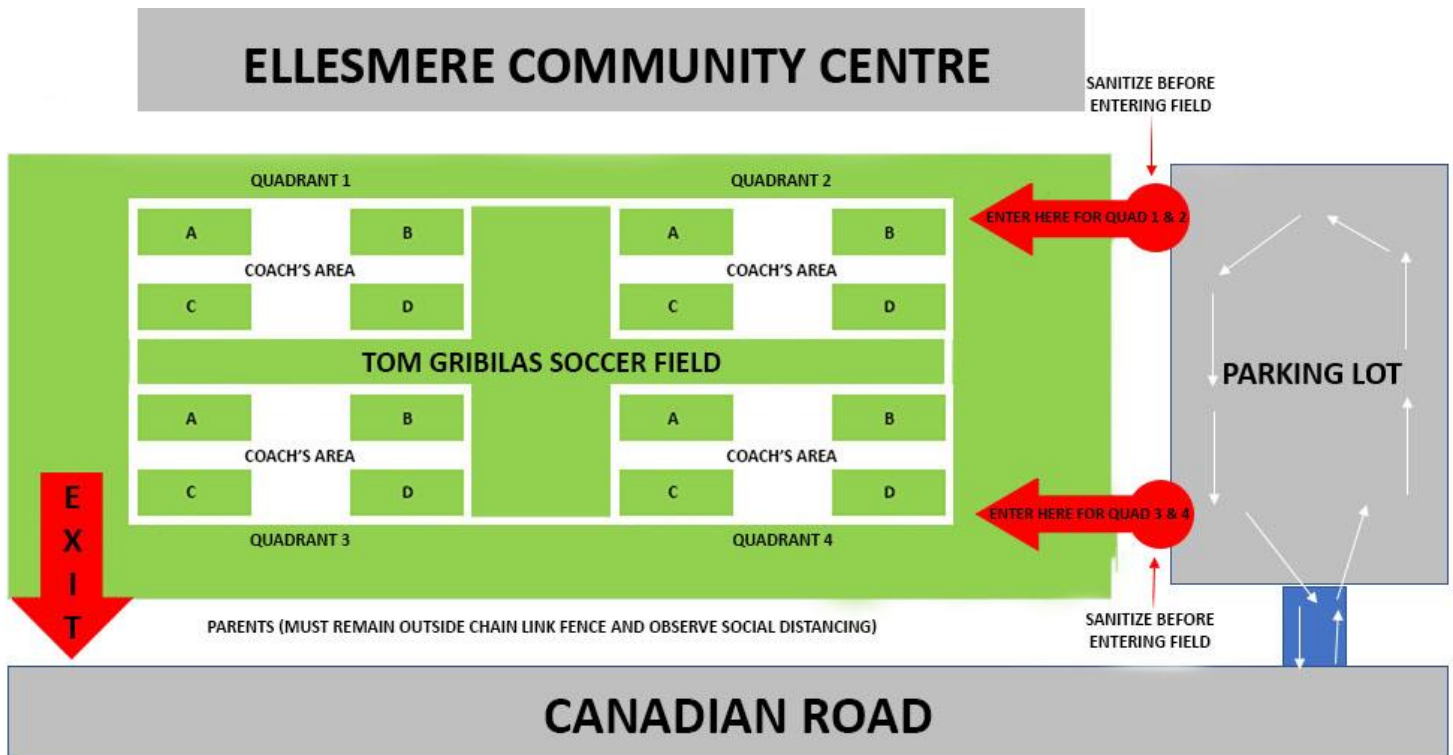 ELLESMERE COMMUNITY CENTRE
SANITIZE BEFORE
ENTERING FIELD
QUADRANT 1
QUADRANT 2
A
B
A
B
ENTER HERE FOR QUAD 1 & 2
COACH'S AREA
COACH'S AREA
C
D
C
D
TOM GRIBILAS SOCCER FIELD
PARKING LOT
A
B
A
B
COACH'S AREA
COACH'S AREA
C
D
C
D
ENTER HERE FOR QUAD 3 & 4
QUADRANT 3
QUADRANT 4
E
X
I
T
PARENTS (MUST REMAIN OUTSIDE CHAIN LINK FENCE AND OBSERVE SOCIAL DISTANCING)
SANITIZE BEFORE
ENTERING FIELD
CANADIAN ROAD